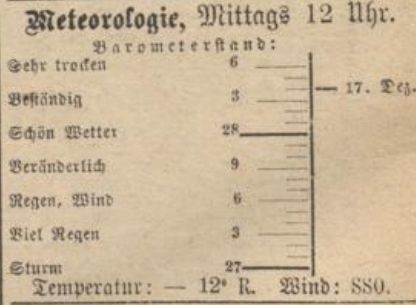 Meteorologie, Mittags 12 Uhr.
Barometerstand:
Sehr trocken 6
17. Dez.
Beständig 3
Schön Wetter 28
Veränderlich 9
Regen, Wind 6
Viel Regen 3
Sturm 27
Temperatur: — 12° R. Wind: SSO.